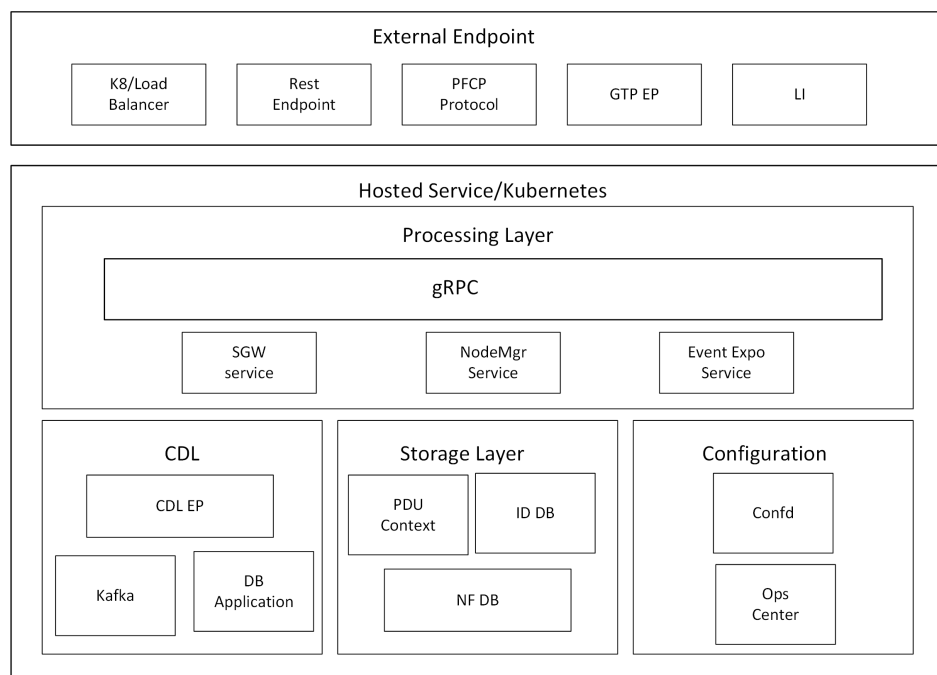 External Endpoint
K8/Load
Balancer
Rest
Endpoint
PFCP
Protocol
GTP EP
LI
Hosted Service/Kubernetes
Processing Layer
gRPC
SGW
service
NodeMgr
Service
Event Expo
Service
CDL
CDL EP
Kafka
DB
Application
Storage Layer
PDU
Context
ID DB
NF DB
Configuration
Confd
Ops
Center